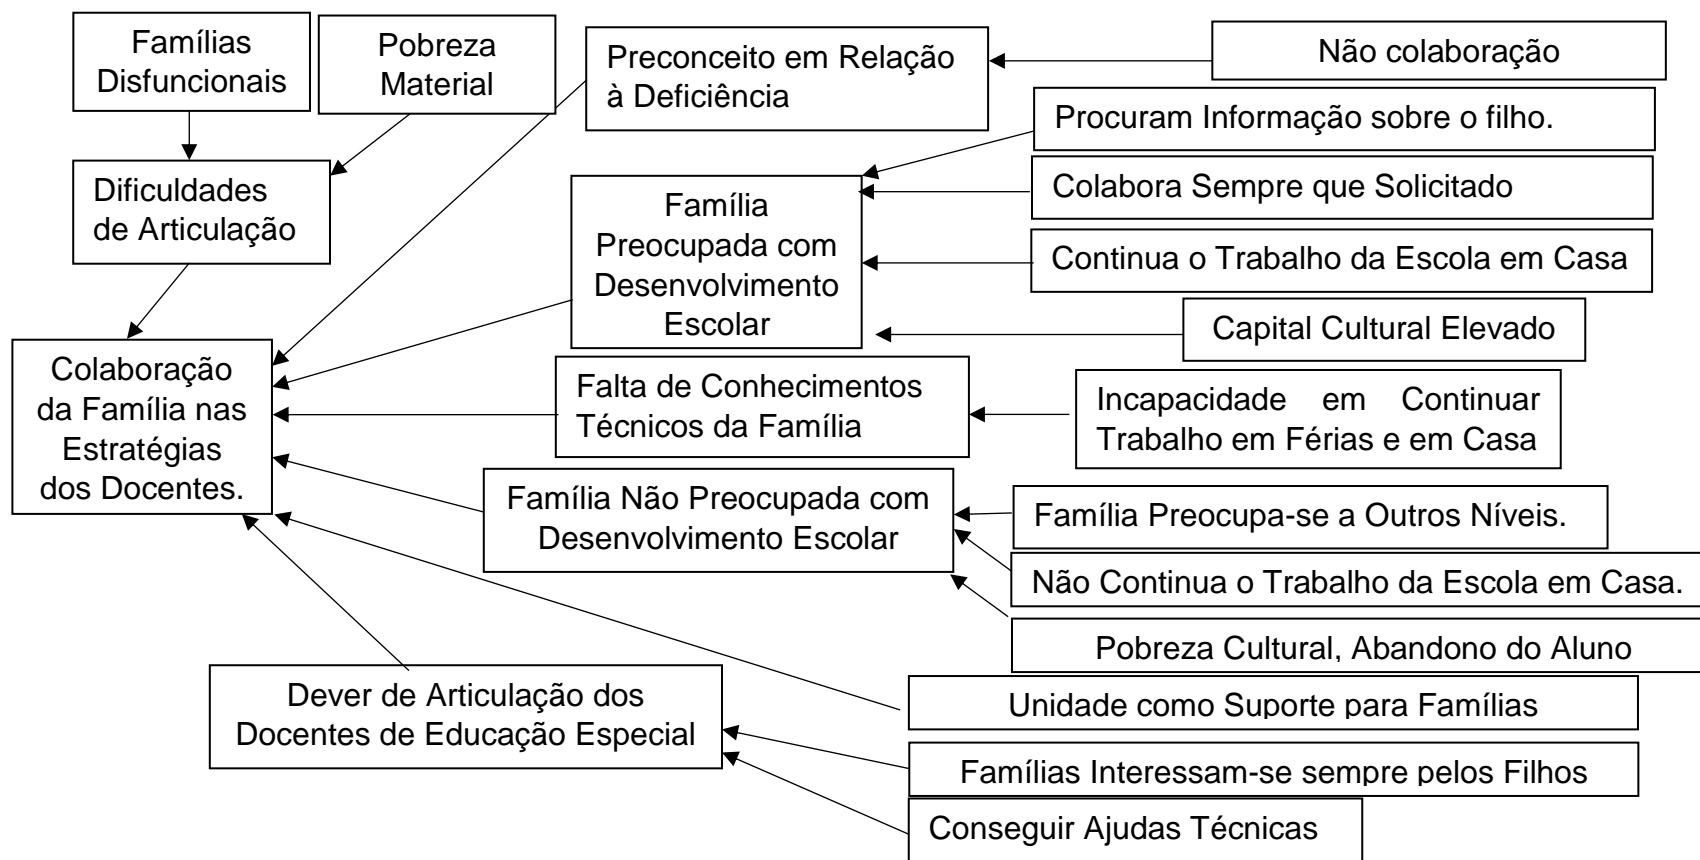 Famílias
Disfuncionais
Pobreza
Material
Preconceito em Relação
à Deficiência
Não colaboração
Procuram Informação sobre o filho.
Dificuldades
de Articulação
Família
Preocupada com
Desenvolvimento
Escolar
Colabora Sempre que Solicitado
Continua o Trabalho da Escola em Casa
Capital Cultural Elevado
Colaboração
da Família nas
Estratégias
dos Docentes.
Falta de Conhecimentos
Técnicos da Família
Incapacidade em Continuar
Trabalho em Férias e em Casa
Família Não Preocupada com
Desenvolvimento Escolar
Família Preocupa-se a Outros Níveis.
Não Continua o Trabalho da Escola em Casa.
Pobreza Cultural, Abandono do Aluno
Dever de Articulação dos
Docentes de Educação Especial
Unidade como Suporte para Famílias
Famílias Interessam-se sempre pelos Filhos
Conseguir Ajudas Técnicas